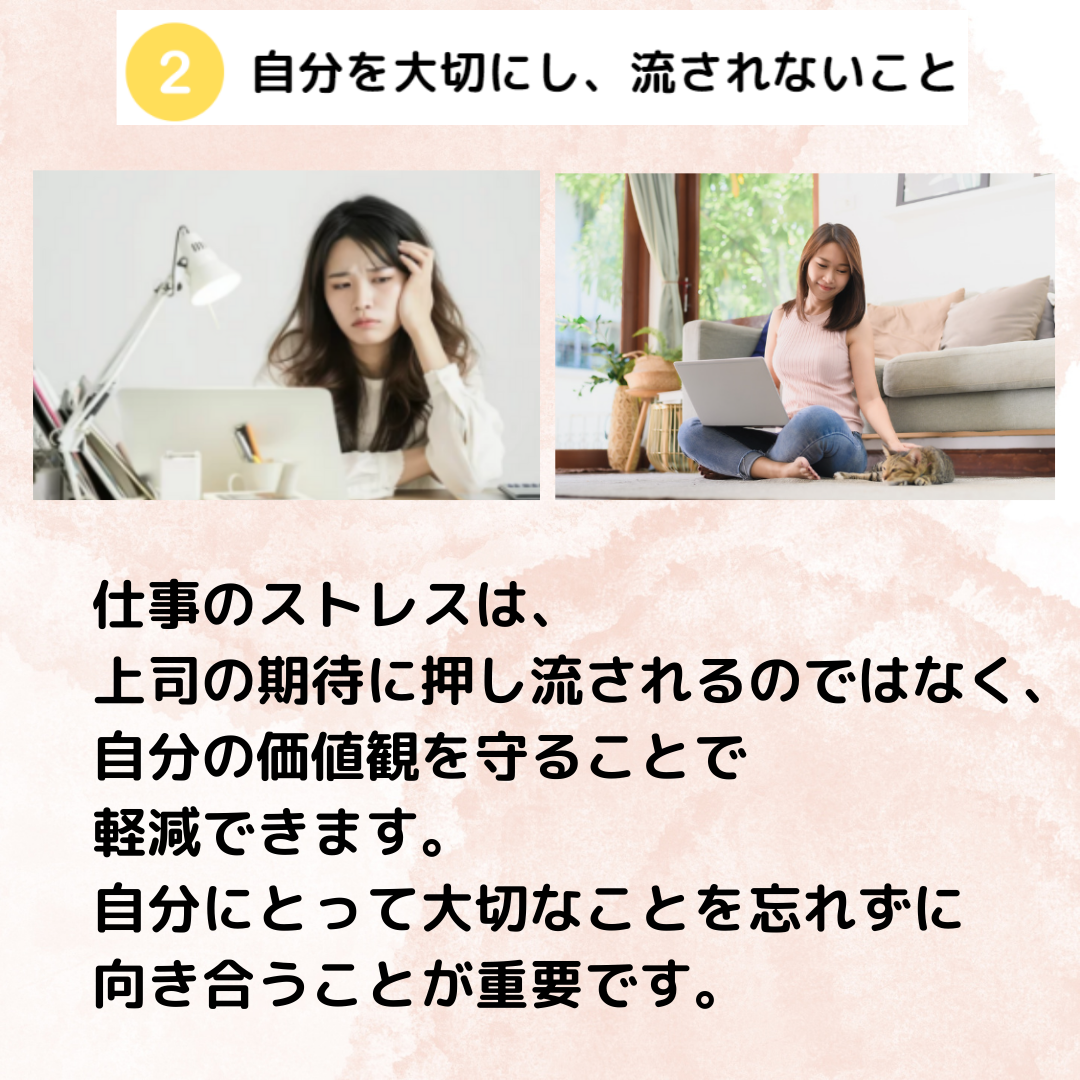 2 自分を大切にし、流されないこと
仕事のストレスは、
上司の期待に押し流されるのではなく、
自分の価値観を守ることで
軽減できます。
自分にとって大切なことを忘れずに
向き合うことが重要です。